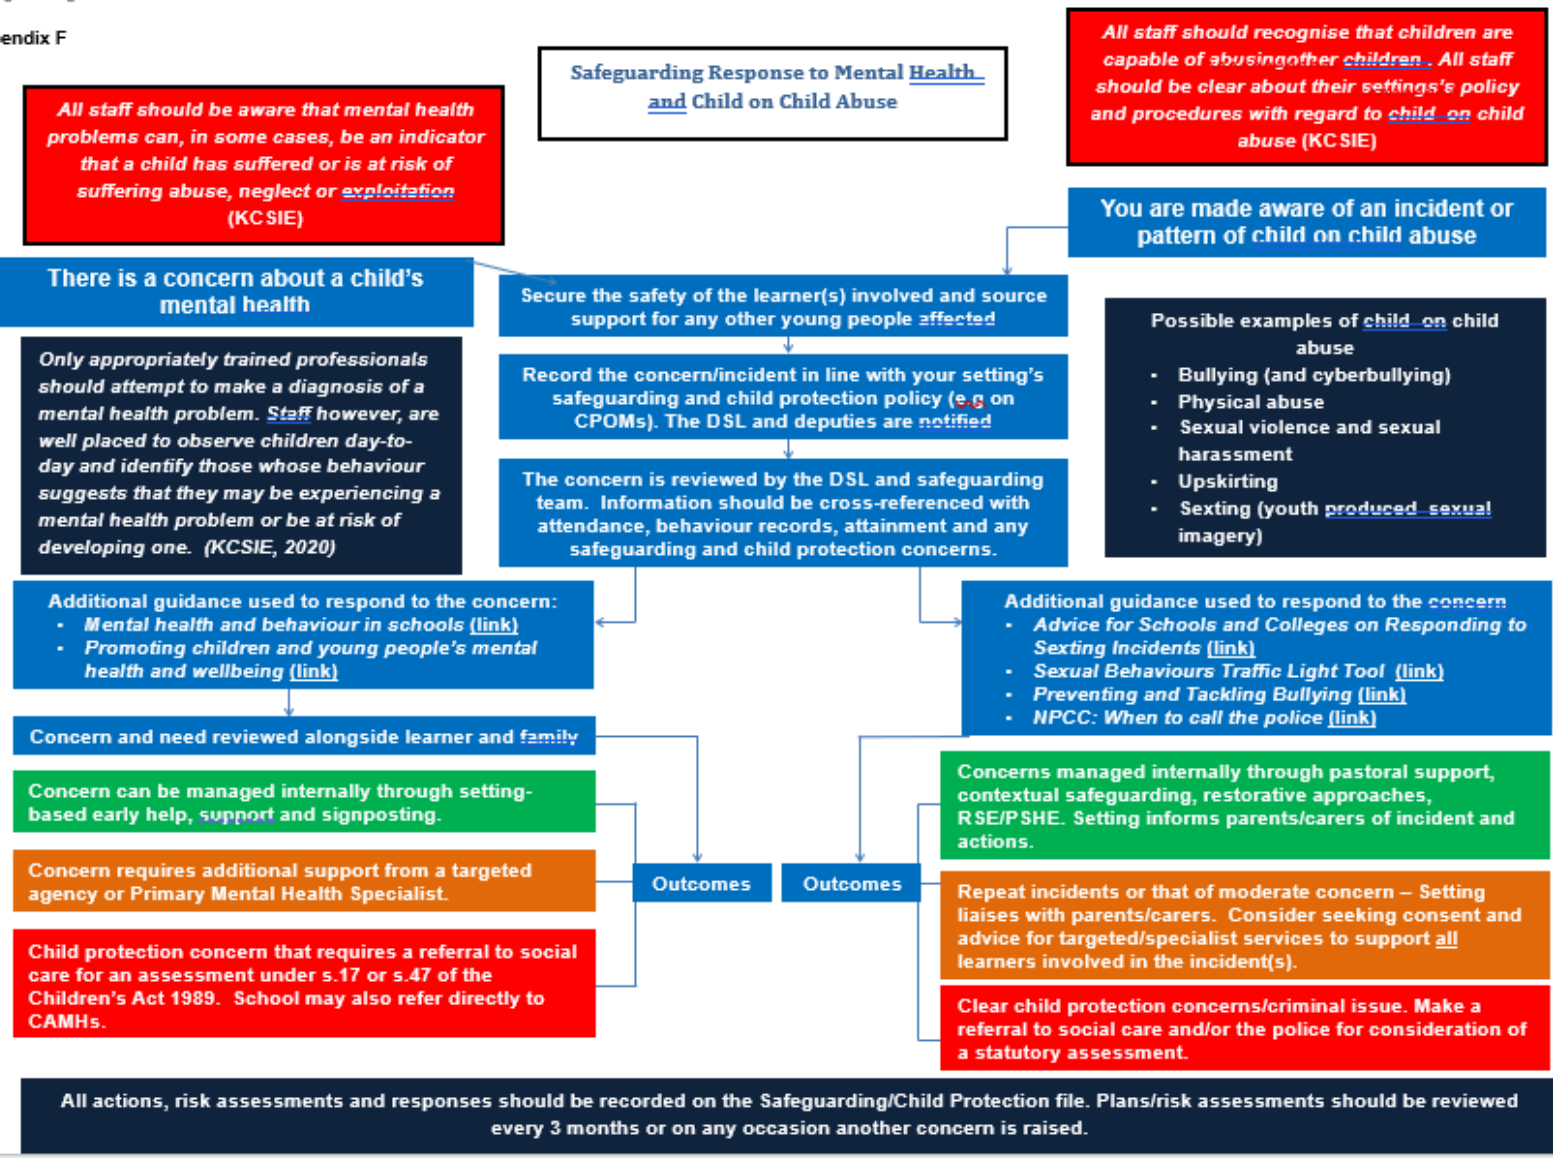 endix F
Safeguarding Response to Mental Health
and Child on Child Abuse
All staff should recognise that children are
capable of abusingother children . All staff
should be clear about their settings's policy
and procedures with regard to child on child
abuse (KCSIE)
All staff should be aware that mental health
problems can, in some cases, be an indicator
that a child has suffered or is at risk of
suffering abuse, neglect or exploitation
(KCSIE)
You are made aware of an incident or
pattern of child on child abuse
There is a concern about a child's
mental health
Secure the safety of the learner(s) involved and source
support for any other young people affected
Possible examples of child on child
abuse
• Bullying (and cyberbullying)
• Physical abuse
• Sexual violence and sexual
harassment
• Upskirting
• Sexting (youth produced sexual
imagery)
Only appropriately trained professionals
should attempt to make a diagnosis of a
mental health problem. Staff however, are
well placed to observe children day-to-
day and identify those whose behaviour
suggests that they may be experiencing a
mental health problem or be at risk of
developing one. (KCSIE, 2020)
Record the concern/incident in line with your setting's
safeguarding and child protection policy (e.g on
CPOMs). The DSL and deputies are notified
The concern is reviewed by the DSL and safeguarding
team. Information should be cross-referenced with
attendance, behaviour records, attainment and any
safeguarding and child protection concerns.
Additional guidance used to respond to the concern:
• Mental health and behaviour in schools (link)
• Promoting children and young people's mental
health and wellbeing (link)
Additional guidance used to respond to the concern
• Advice for Schools and Colleges on Responding to
Sexting Incidents (link)
• Sexual Behaviours Traffic Light Tool (link)
• Preventing and Tackling Bullying (link)
• NPCC: When to call the police (link)
Concern and need reviewed alongside learner and family
Concern can be managed internally through setting-
based early help, support and signposting.
Concern requires additional support from a targeted
agency or Primary Mental Health Specialist.
Child protection concern that requires a referral to social
care for an assessment under s.17 or s.47 of the
Children's Act 1989. School may also refer directly to
CAMHs.
Outcomes
Outcomes
Concerns managed internally through pastoral support,
contextual safeguarding, restorative approaches,
RSE/PSHE. Setting informs parents/carers of incident and
actions.
Repeat incidents or that of moderate concern – Setting
liaises with parents/carers. Consider seeking consent and
advice for targeted/specialist services to support all
learners involved in the incident(s).
Clear child protection concerns/criminal issue. Make a
referral to social care and/or the police for consideration of
a statutory assessment.
All actions, risk assessments and responses should be recorded on the Safeguarding/Child Protection file. Plans/risk assessments should be reviewed
every 3 months or on any occasion another concern is raised.